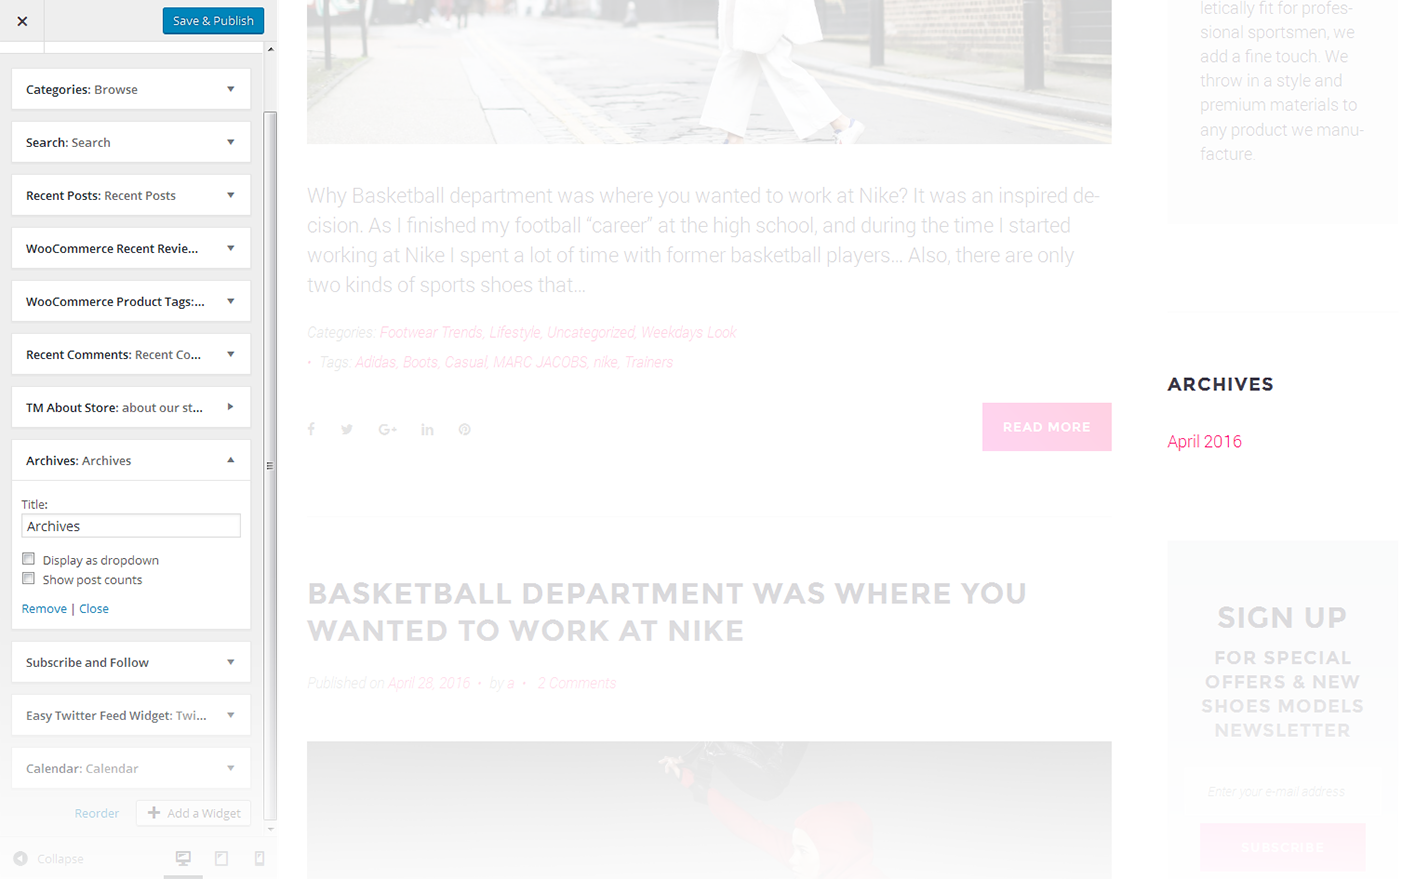 Save & Publish
Categories: Browse
Search: Search
Recent Posts: Recent Posts
WooCommerce Recent Revie...
WooCommerce Product Tags:...
Recent Comments: Recent Co...
TM About Store: about our st...
Archives: Archives
Title:
Archives
Display as dropdown
Show post counts
Remove | Close
Subscribe and Follow
Easy Twitter Feed Widget: Twi...
Calendar: Calendar
Reorder
Add a Widget
Collapse
Why Basketball department was where you wanted to work at Nike? It was an inspired de-
cision. As I finished my football “career” at the high school, and during the time I started
working at Nike I spent a lot of time with former basketball players... Also, there are only
two kinds of sports shoes that...
Categories: Footwear Trends, Lifestyle, Uncategorized, Weekdays Look
• Tags: Adidas, Boots, Casual, MARC JACOBS, nike, Trainers
READ MORE
BASKETBALL DEPARTMENT WAS WHERE YOU
WANTED TO WORK AT NIKE
Published on April 28, 2016 • by a • 2 Comments
letically fit for profes-
sional sportsmen, we
add a fine touch. We
throw in a style and
premium materials to
any product we manu-
facture.
ARCHIVES
April 2016
SIGN UP
FOR SPECIAL
OFFERS & NEW
SHOES MODELS
NEWSLETTER
Enter your e-mail address
SUBSCRIBE